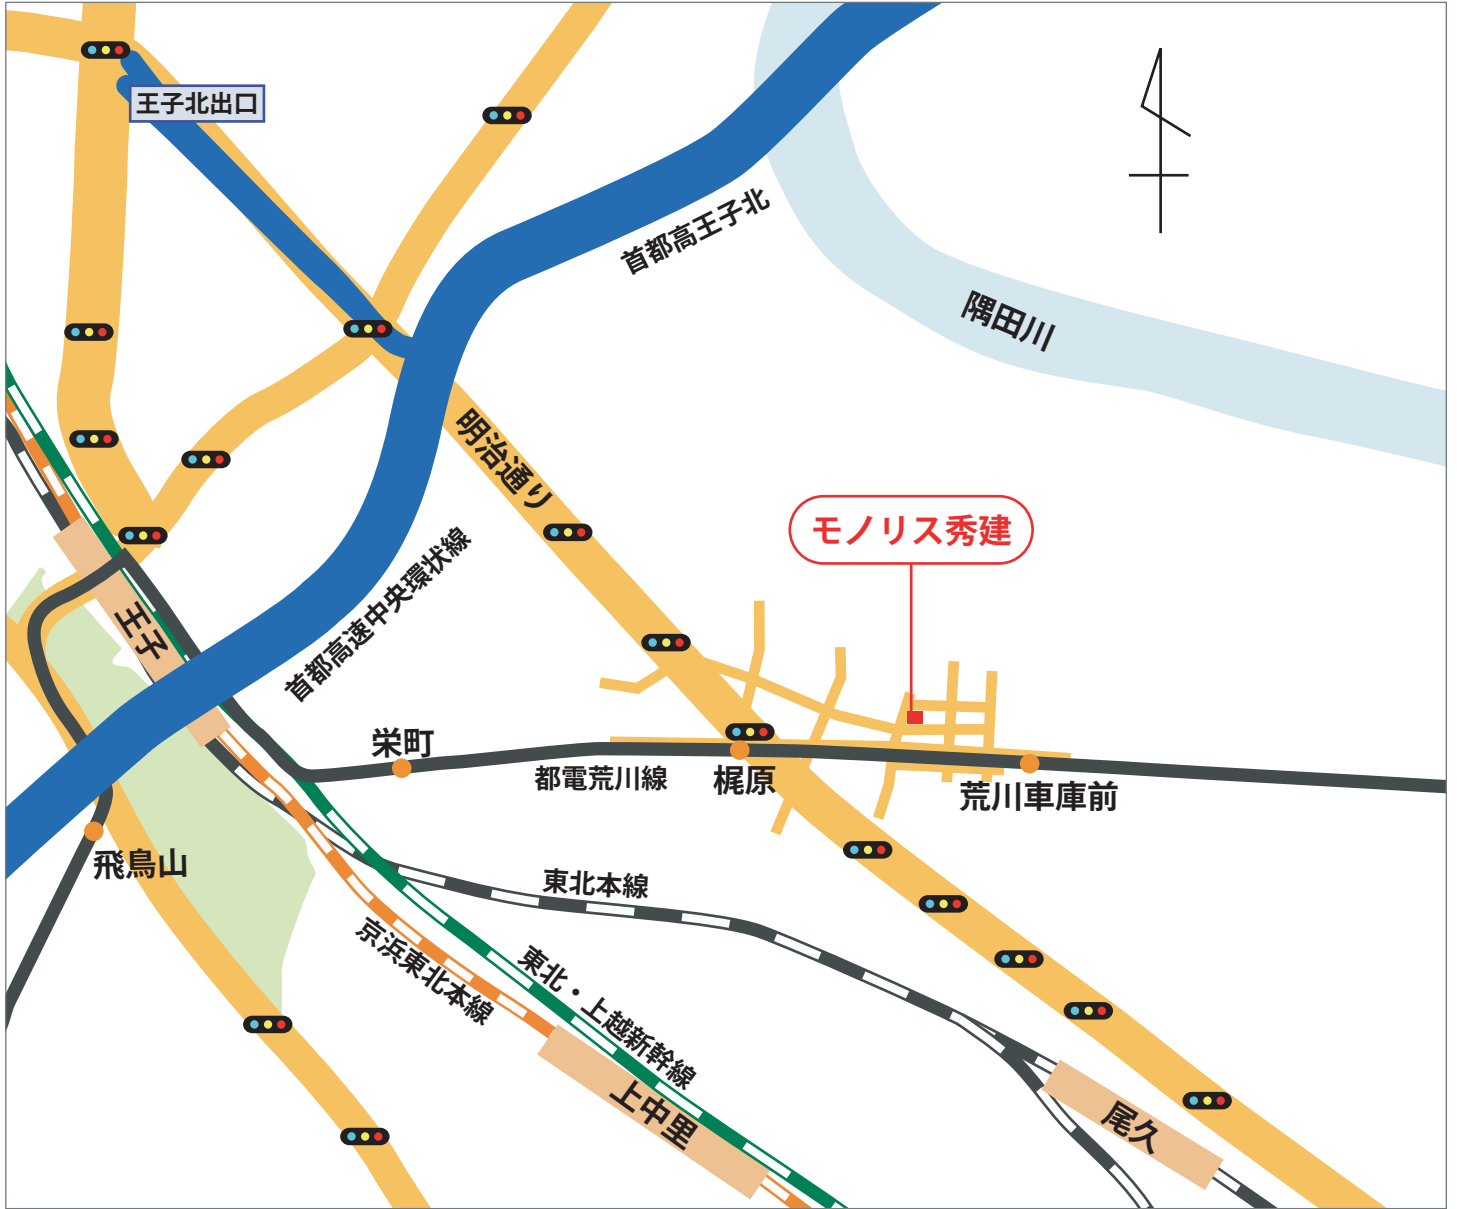 王子北出口
首都高王子北
隅田川
明治通り
モノリス秀建
首都高速中央環状線
王子
栄町
都電荒川線
梶原
荒川車庫前
飛鳥山
東北本線
京浜東北本線
東北・上越新幹線
上中里
尾久